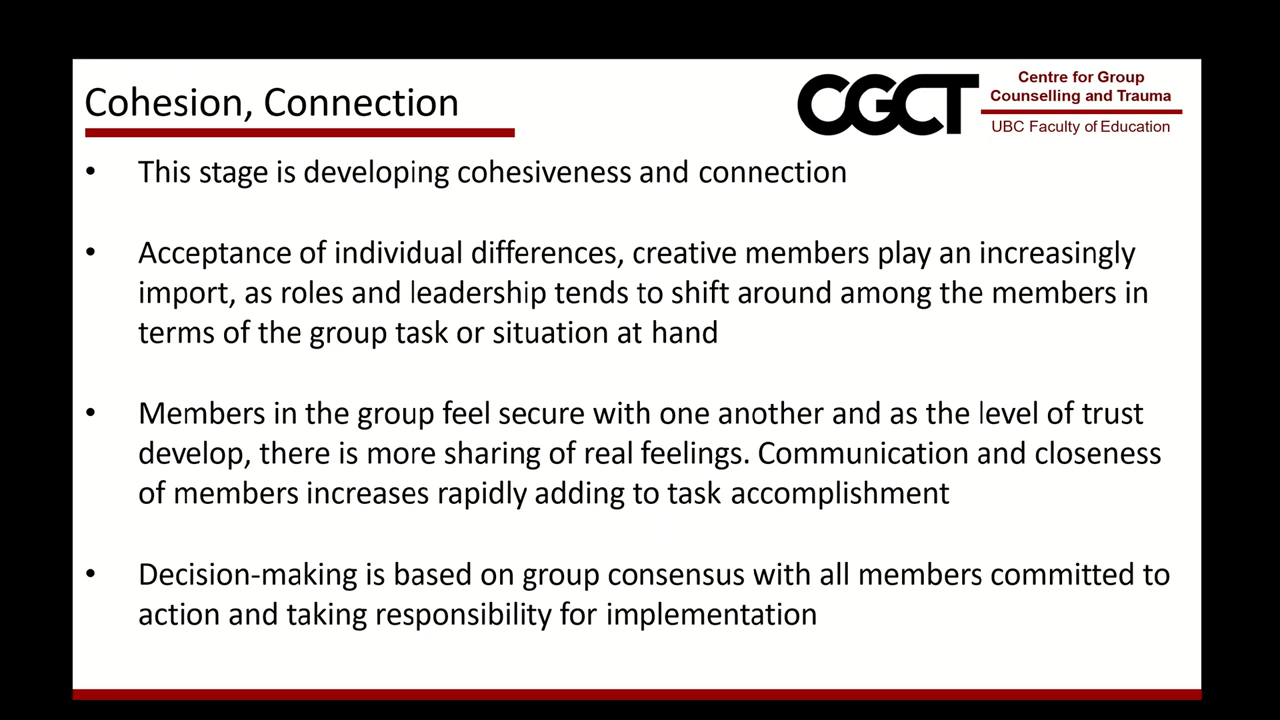 Cohesion, Connection
CGCT
Centre for Group
Counselling and Trauma
UBC Faculty of Education
• This stage is developing cohesiveness and connection
• Acceptance of individual differences, creative members play an increasingly
import, as roles and leadership tends to shift around among the members in
terms of the group task or situation at hand
• Members in the group feel secure with one another and as the level of trust
develop, there is more sharing of real feelings. Communication and closeness
of members increases rapidly adding to task accomplishment
• Decision-making is based on group consensus with all members committed to
action and taking responsibility for implementation